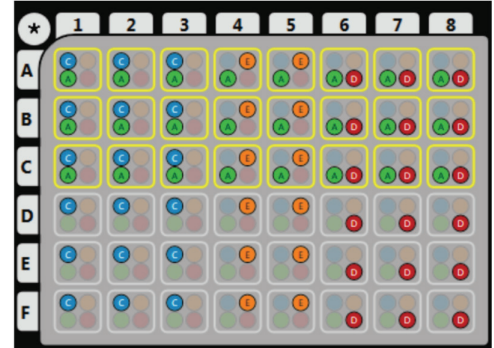 * 1 2 3 4 5 6 7 8
A C A C A C A E A E A A D A D A D
B C A C A C A E A E A A D A D A D
C C A C A C A E A E A A D A D A D
D C C C E E D D D
E C C C E E D D D
F C C C E E D D D